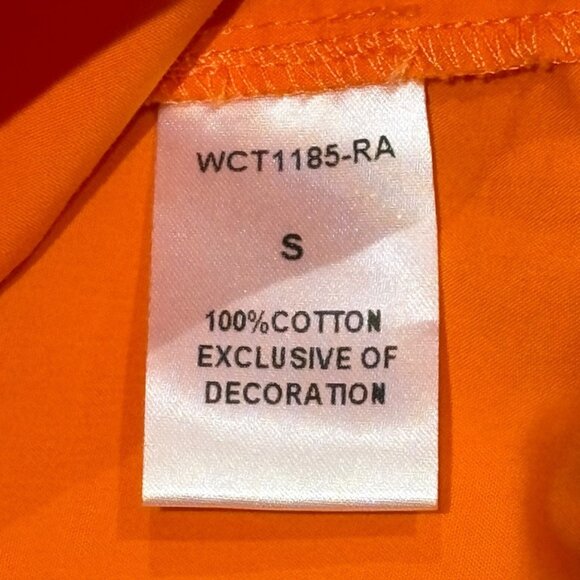 WCT1185-RA
S
100%COTTON
EXCLUSIVE OF
DECORATION